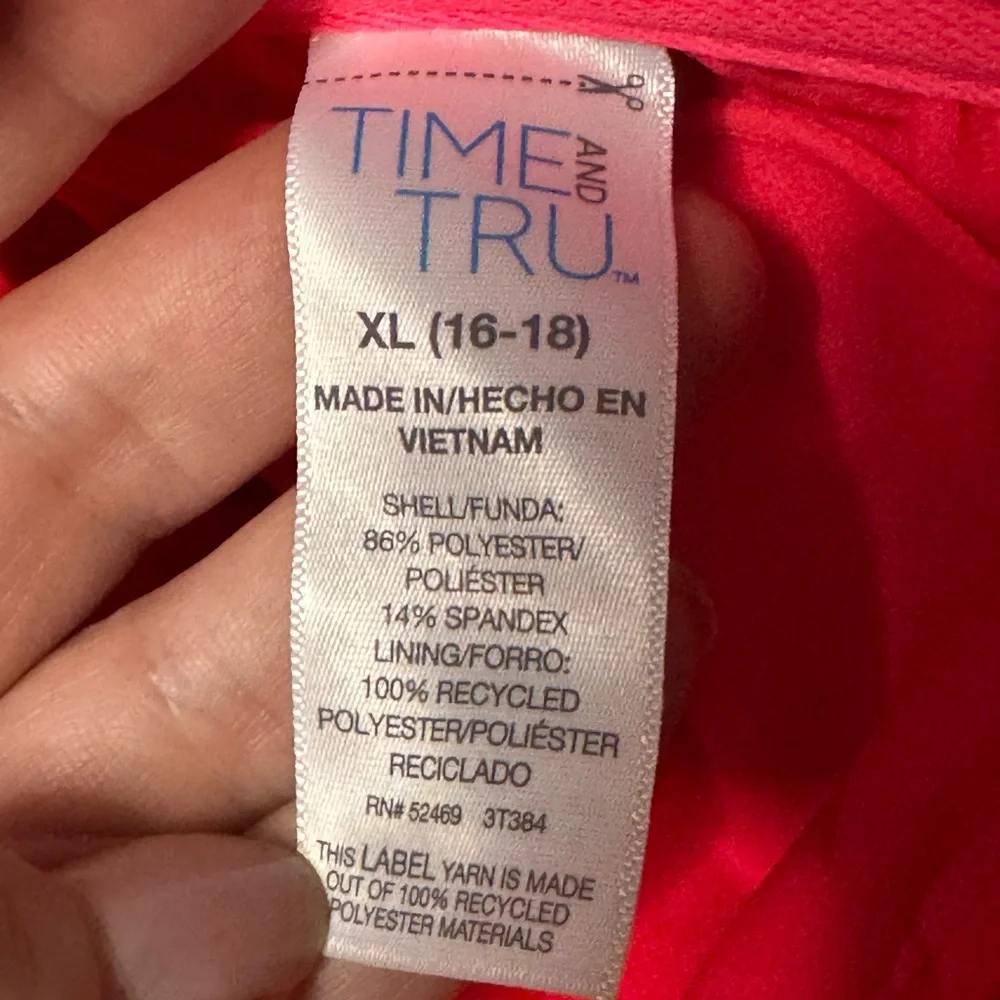 TIME AND
TRU™
XL (16-18)
MADE IN/HECHO EN
VIETNAM
SHELL/FUNDA:
86% POLYESTER/
POLIÉSTER
14% SPANDEX
LINING/FORRO:
100% RECYCLED
POLYESTER/POLIÉSTER
RECICLADO
RN# 52469 3T384
THIS LABEL YARN IS MADE
OUT OF 100% RECYCLED
POLYESTER MATERIALS